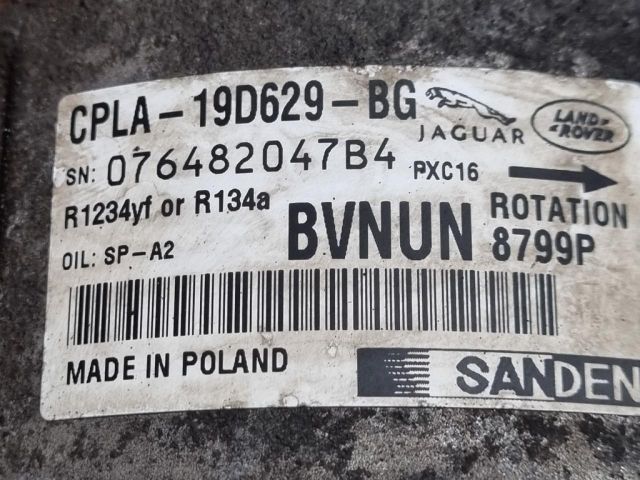 CPLA-19D629-BG JAGUAR LAND ROVER
SN: 076482047B4 PXC16
R1234yf or R134a BVNUN ROTATION
OIL: SP-A2 8799P
MADE IN POLAND SANDEN